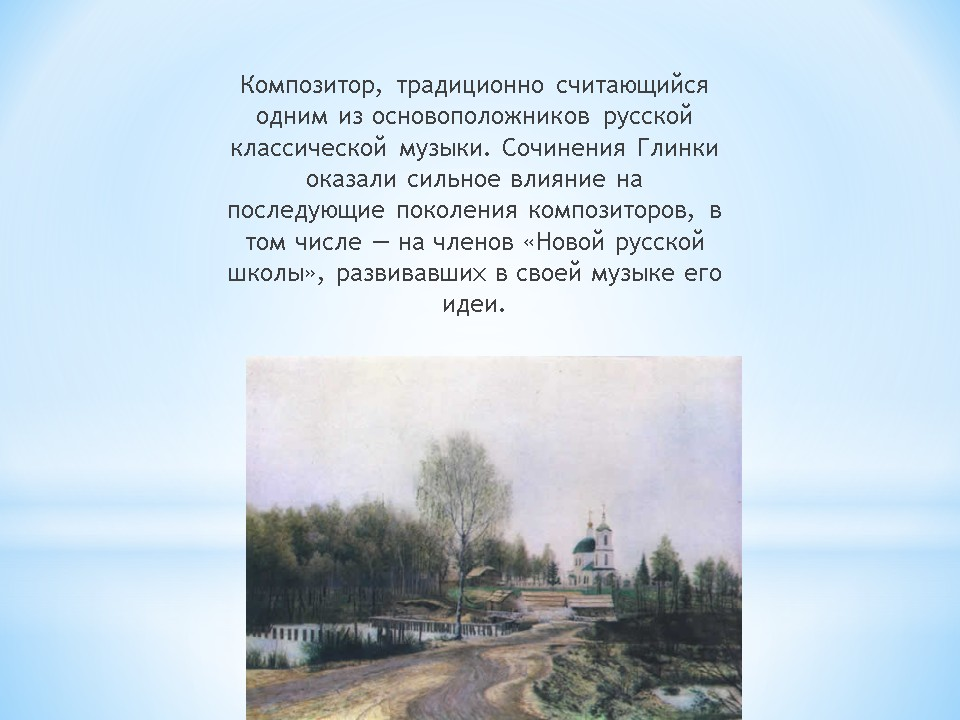 Композитор, традиционно считающийся
одним из основоположников русской
классической музыки. Сочинения Глинки
оказали сильное влияние на
последующие поколения композиторов, в
том числе — на членов «Новой русской
школы», развивавших в своей музыке его
идеи.